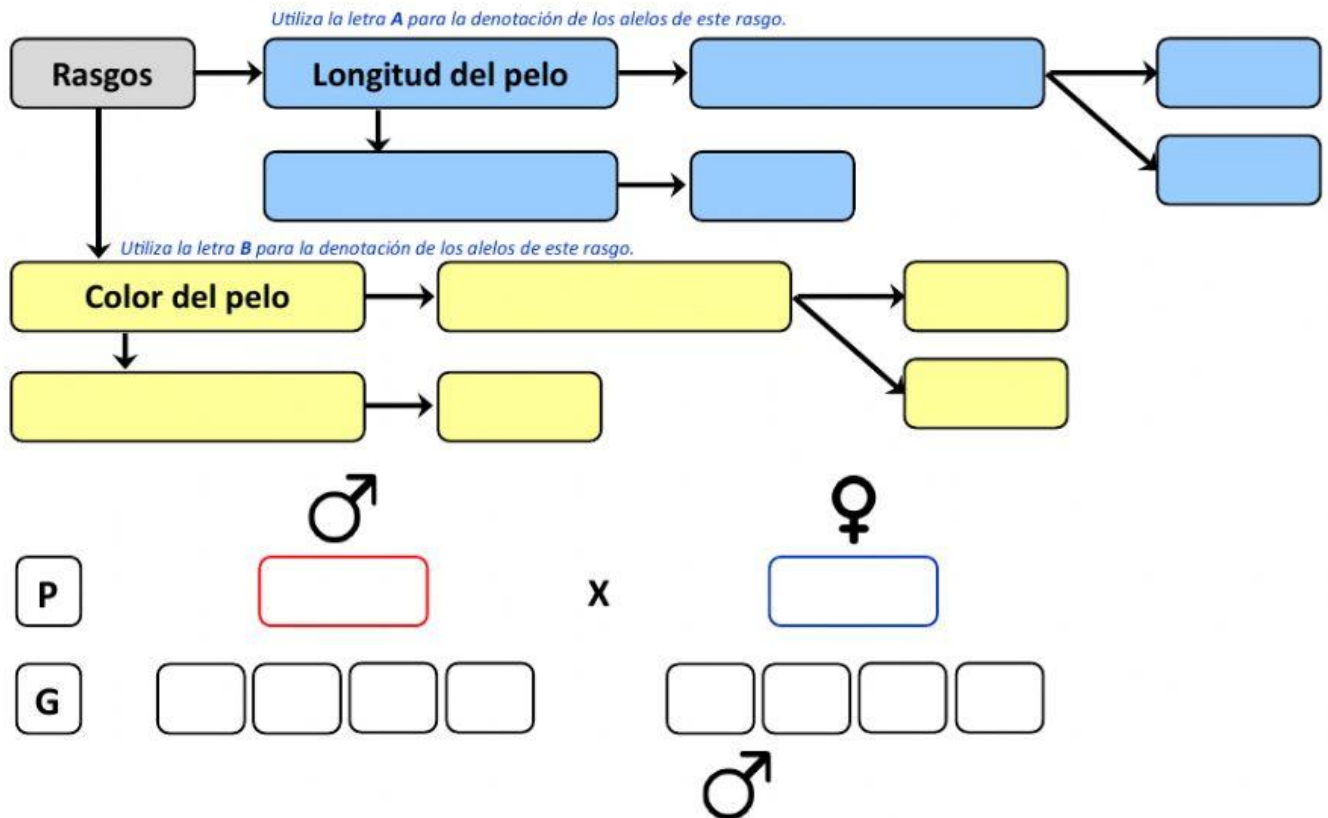 Utiliza la letra A para la denotación de los alelos de este rasgo.
Rasgos
Longitud del pelo
Utiliza la letra B para la denotación de los alelos de este rasgo.
Color del pelo
P
X
G